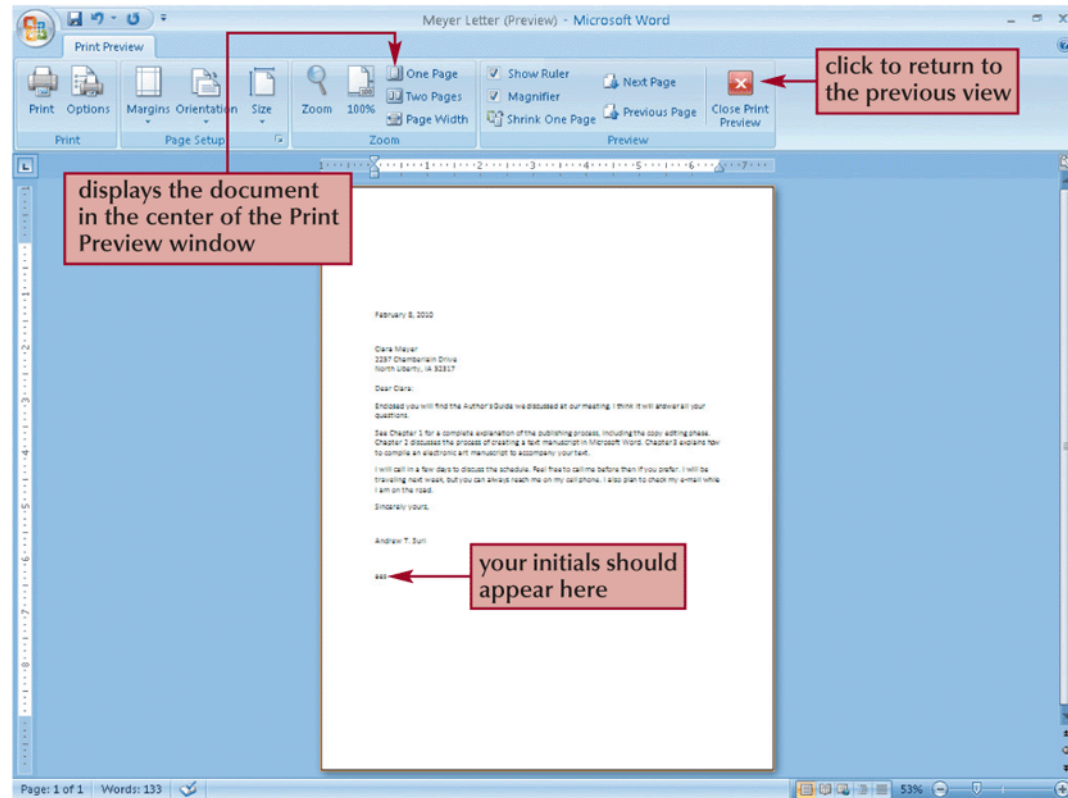 Meyer Letter (Preview) - Microsoft Word
Print Preview
One Page
Two Pages
Page Width
Show Ruler
Magnifier
Shrink One Page
Next Page
Previous Page
Print Options
Margins Orientation Size
Zoom 100%
Close Print
Preview
Print
Page Setup
Zoom
Preview
click to return to
the previous view
displays the document
in the center of the Print
Preview window
February 8, 2010
Clara Meyer
2257 Chamberlain Drive
North Liberty, IA 52317
Dear Clara:
Enclosed you will find the Author's Guide we discussed at our meeting. I think it will answer all your
questions.
See Chapter 1 for a complete explanation of the publishing process, including the copy editing phase.
Chapter 2 discusses the process of creating a text manuscript in Microsoft Word. Chapter 3 explains how
to compile an electronic art manuscript to accompany your text.
I will call in a few days to discuss the schedule. Feel free to call me before then if you prefer. I will be
traveling next week, but you can always reach me on my cell phone. I also plan to check my e-mail while
I am on the road.
Sincerely yours,
Andrew T. Suri
your initials should
appear here
Page: 1 of 1 Words: 133
53%